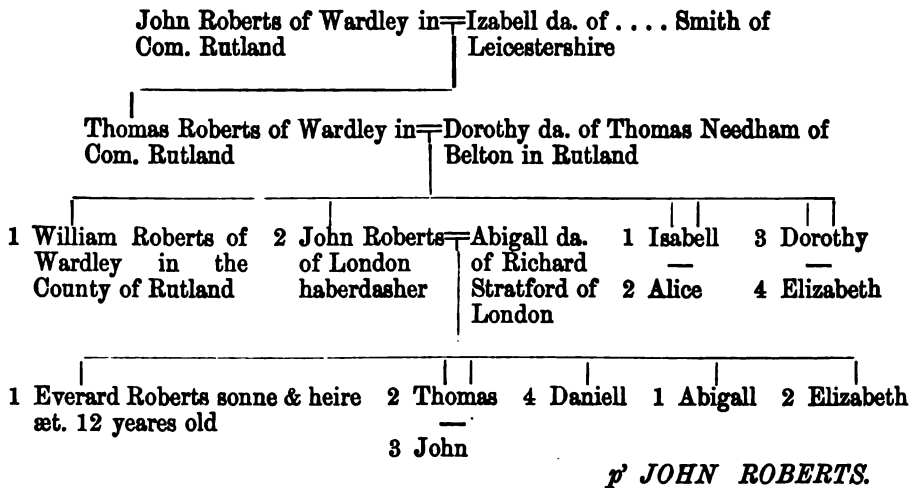 John Roberts of Wardley in=Izabell da. of .... Smith of
Com. Rutland Leicestershire
Thomas Roberts of Wardley in=Dorothy da. of Thomas Needham of
Com. Rutland Belton in Rutland
1 William Roberts of 2 John Roberts=Abigall da. 1 Isabell 3 Dorothy
Wardley in the of London of Richard — —
County of Rutland haberdasher Stratford of 2 Alice 4 Elizabeth
London
1 Everard Roberts sonne & heire 2 Thomas 4 Daniell 1 Abigall 2 Elizabeth
æt. 12 yeares old —
3 John
p' JOHN ROBERTS.